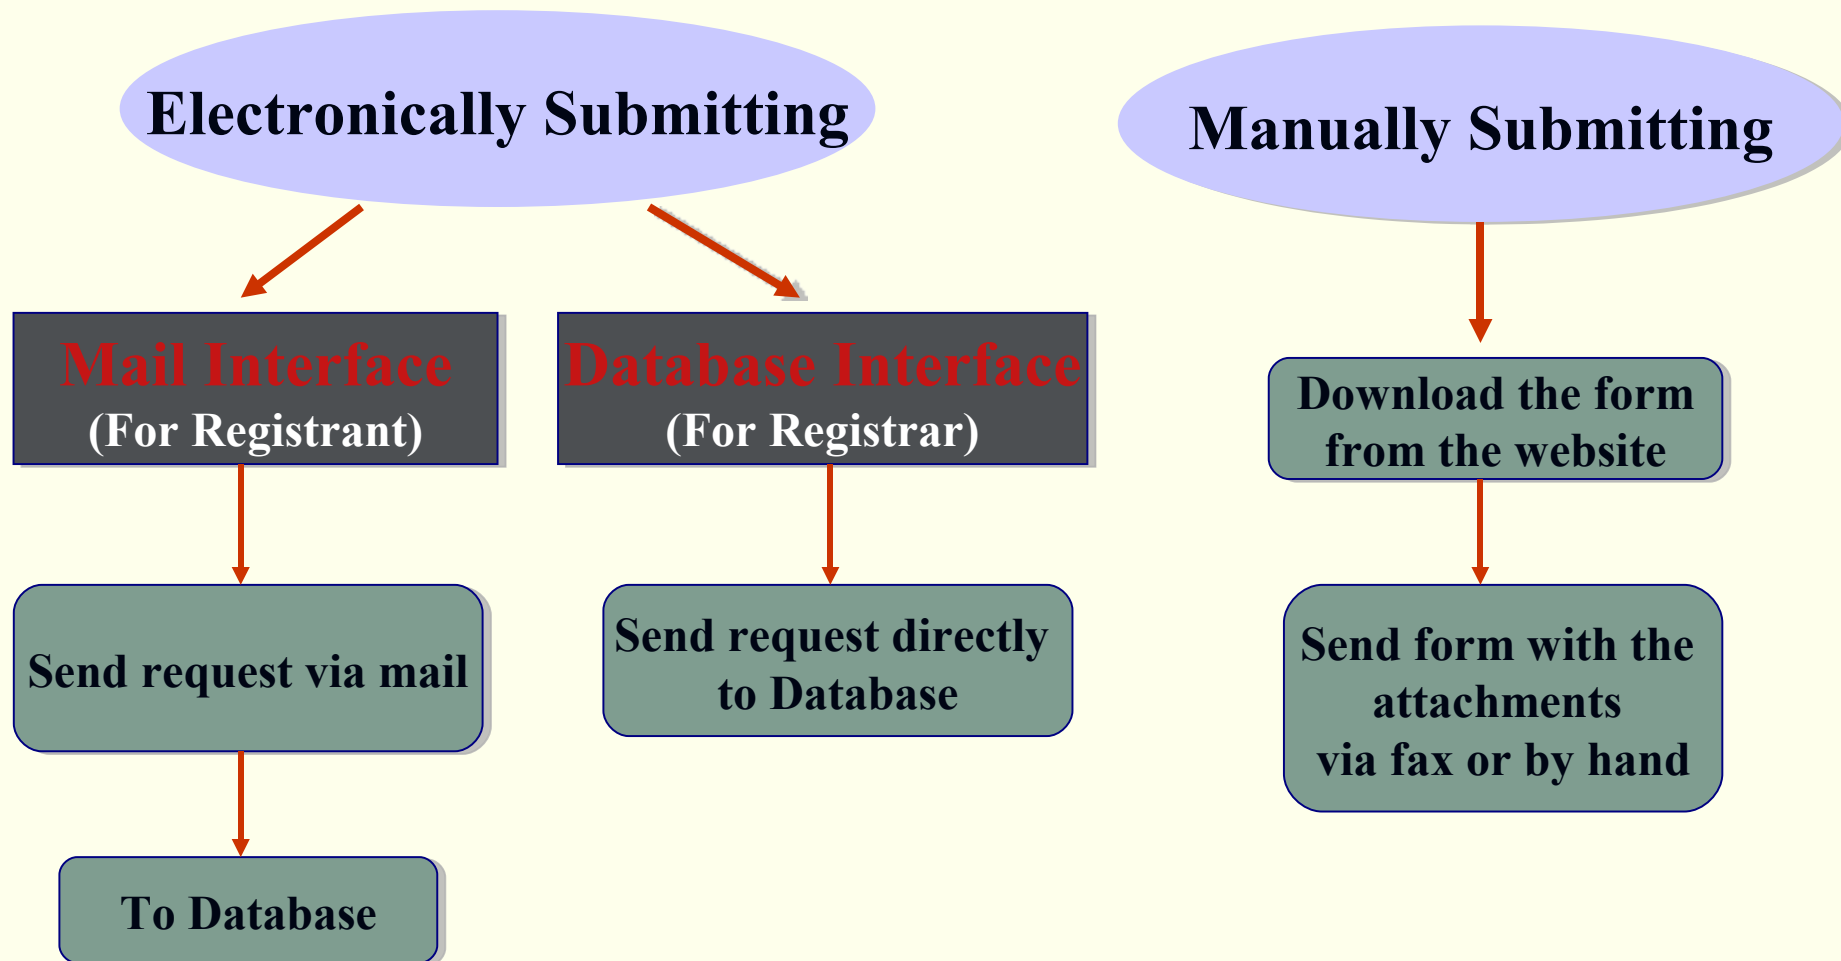 Electronically Submitting
Manually Submitting
Mail Interface
(For Registrant)
Database Interface
(For Registrar)
Download the form
from the website
Send request via mail
Send request directly
to Database
Send form with the
attachments
via fax or by hand
To Database